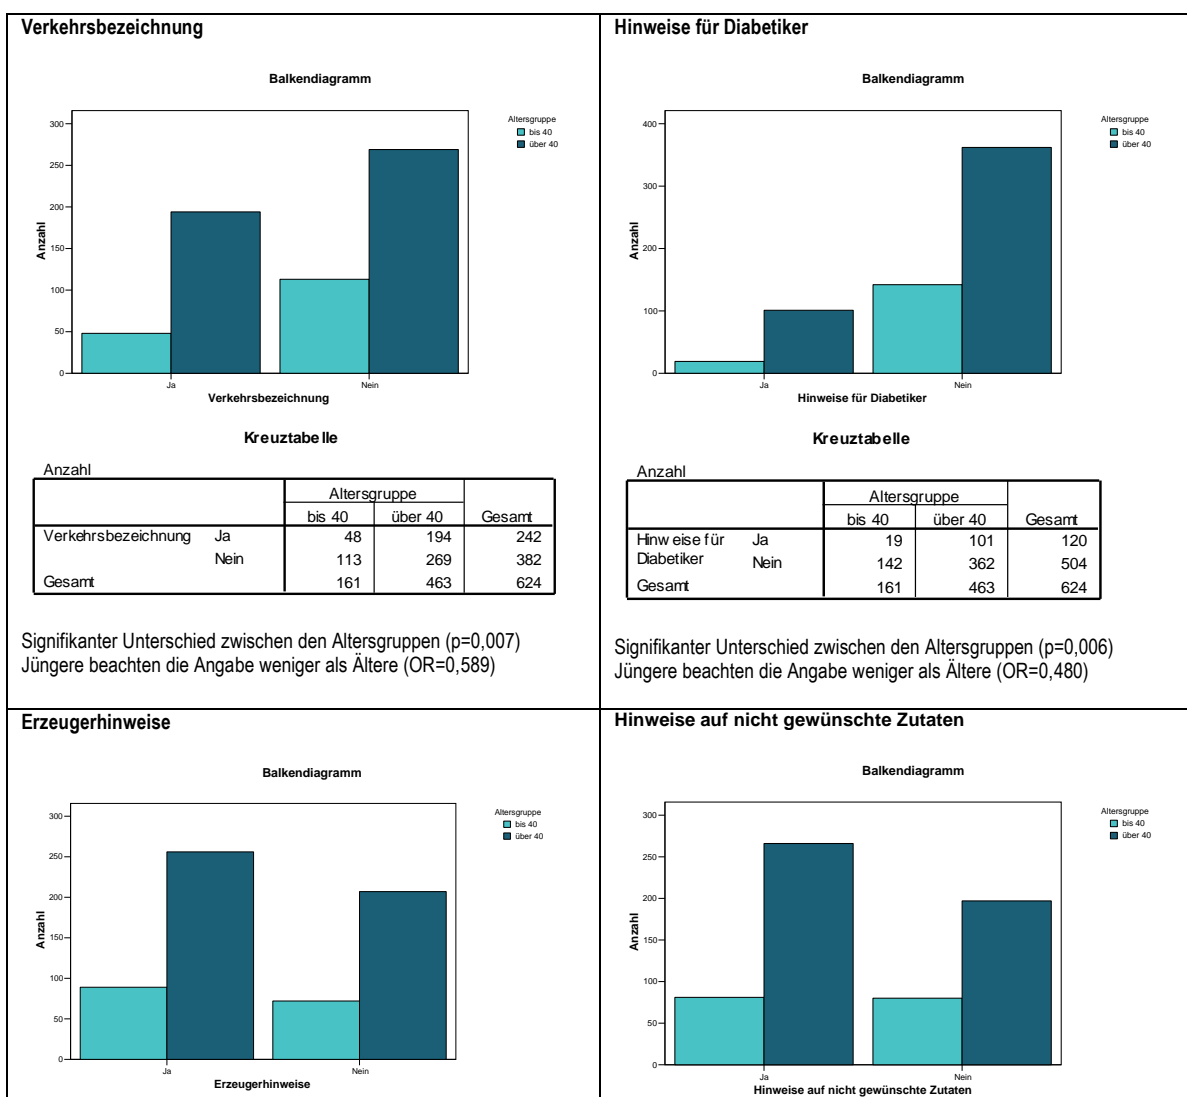 Verkehrsbezeichnung
Balkendiagramm
Altersgruppe
bis 40
über 40
300
250
200
150
100
50
0
Anzahl
Ja
Nein
Verkehrsbezeichnung
Kreuztabelle
Anzahl
Altersgruppe
bis 40 über 40 Gesamt
Verkehrsbezeichnung Ja 48 194 242
Nein 113 269 382
Gesamt 161 463 624
Signifikanter Unterschied zwischen den Altersgruppen (p=0,007)
Jüngere beachten die Angabe weniger als Ältere (OR=0,589)
Hinweise für Diabetiker
Balkendiagramm
Altersgruppe
bis 40
über 40
400
300
200
100
0
Anzahl
Ja
Nein
Hinweise für Diabetiker
Kreuztabelle
Anzahl
Altersgruppe
bis 40 über 40 Gesamt
Hinweise für Ja 19 101 120
Diabetiker Nein 142 362 504
Gesamt 161 463 624
Signifikanter Unterschied zwischen den Altersgruppen (p=0,006)
Jüngere beachten die Angabe weniger als Ältere (OR=0,480)
Erzeugerhinweise
Balkendiagramm
Altersgruppe
bis 40
über 40
300
250
200
150
100
50
0
Anzahl
Ja
Nein
Erzeugerhinweise
Hinweise auf nicht gewünschte Zutaten
Balkendiagramm
Altersgruppe
bis 40
über 40
300
250
200
150
100
50
0
Anzahl
Ja
Nein
Hinweise auf nicht gewünschte Zutaten